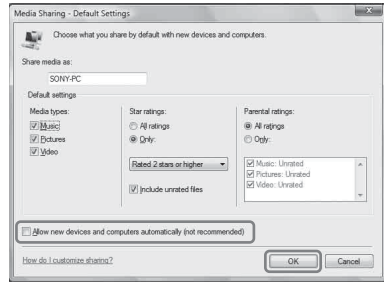 Media Sharing - Default Settings
Choose what you share by default with new devices and computers.
Share media as:
SONY-PC
Default settings
Media types:
Music
Pictures
Video
Star ratings:
All ratings
Only:
Rated 2 stars or higher
Include unrated files
Parental ratings:
All ratings
Only:
Music: Unrated
Pictures: Unrated
Video: Unrated
Allow new devices and computers automatically (not recommended)
How do I customize sharing?
OK
Cancel